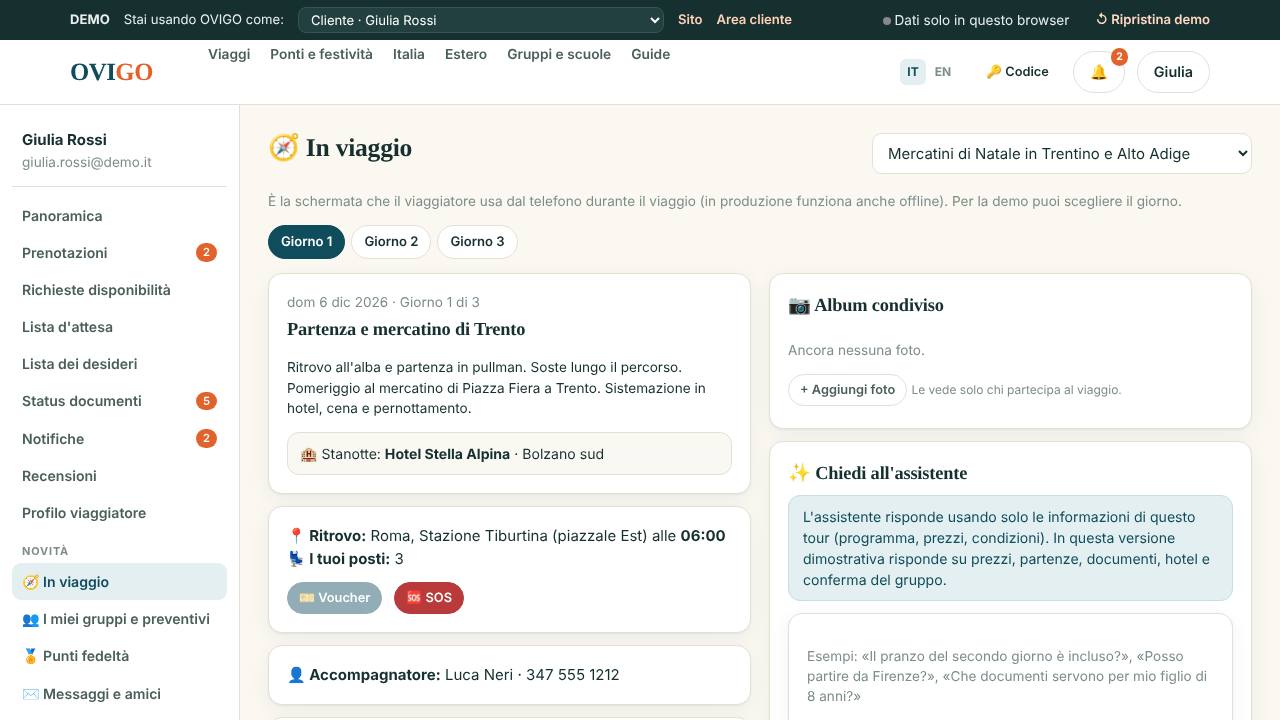 DEMO Stai usando OVIGO come: Cliente · Giulia Rossi Sito Area cliente Dati solo in questo browser Ripristina demo
OVIGO Viaggi Ponti e festività Italia Estero Gruppi e scuole Guide IT EN Codice 2 Giulia
Giulia Rossi
giulia.rossi@demo.it
Panoramica
Prenotazioni 2
Richieste disponibilità
Lista d'attesa
Lista dei desideri
Status documenti 5
Notifiche 2
Recensioni
Profilo viaggiatore
NOVITÀ
In viaggio
I miei gruppi e preventivi
Punti fedeltà
Messaggi e amici
In viaggio
Mercatini di Natale in Trentino e Alto Adige
È la schermata che il viaggiatore usa dal telefono durante il viaggio (in produzione funziona anche offline). Per la demo puoi scegliere il giorno.
Giorno 1 Giorno 2 Giorno 3
dom 6 dic 2026 · Giorno 1 di 3
Partenza e mercatino di Trento
Ritrovo all'alba e partenza in pullman. Soste lungo il percorso.
Pomeriggio al mercatino di Piazza Fiera a Trento. Sistemazione in
hotel, cena e pernottamento.
Stanotte: Hotel Stella Alpina · Bolzano sud
Ritrovo: Roma, Stazione Tiburtina (piazzale Est) alle 06:00
I tuoi posti: 3
Voucher SOS
Accompagnatore: Luca Neri · 347 555 1212
Album condiviso
Ancora nessuna foto.
+ Aggiungi foto Le vede solo chi partecipa al viaggio.
Chiedi all'assistente
L'assistente risponde usando solo le informazioni di questo
tour (programma, prezzi, condizioni). In questa versione
dimostrativa risponde su prezzi, partenze, documenti, hotel e
conferma del gruppo.
Esempi: «Il pranzo del secondo giorno è incluso?», «Posso
partire da Firenze?», «Che documenti servono per mio figlio di
8 anni?»